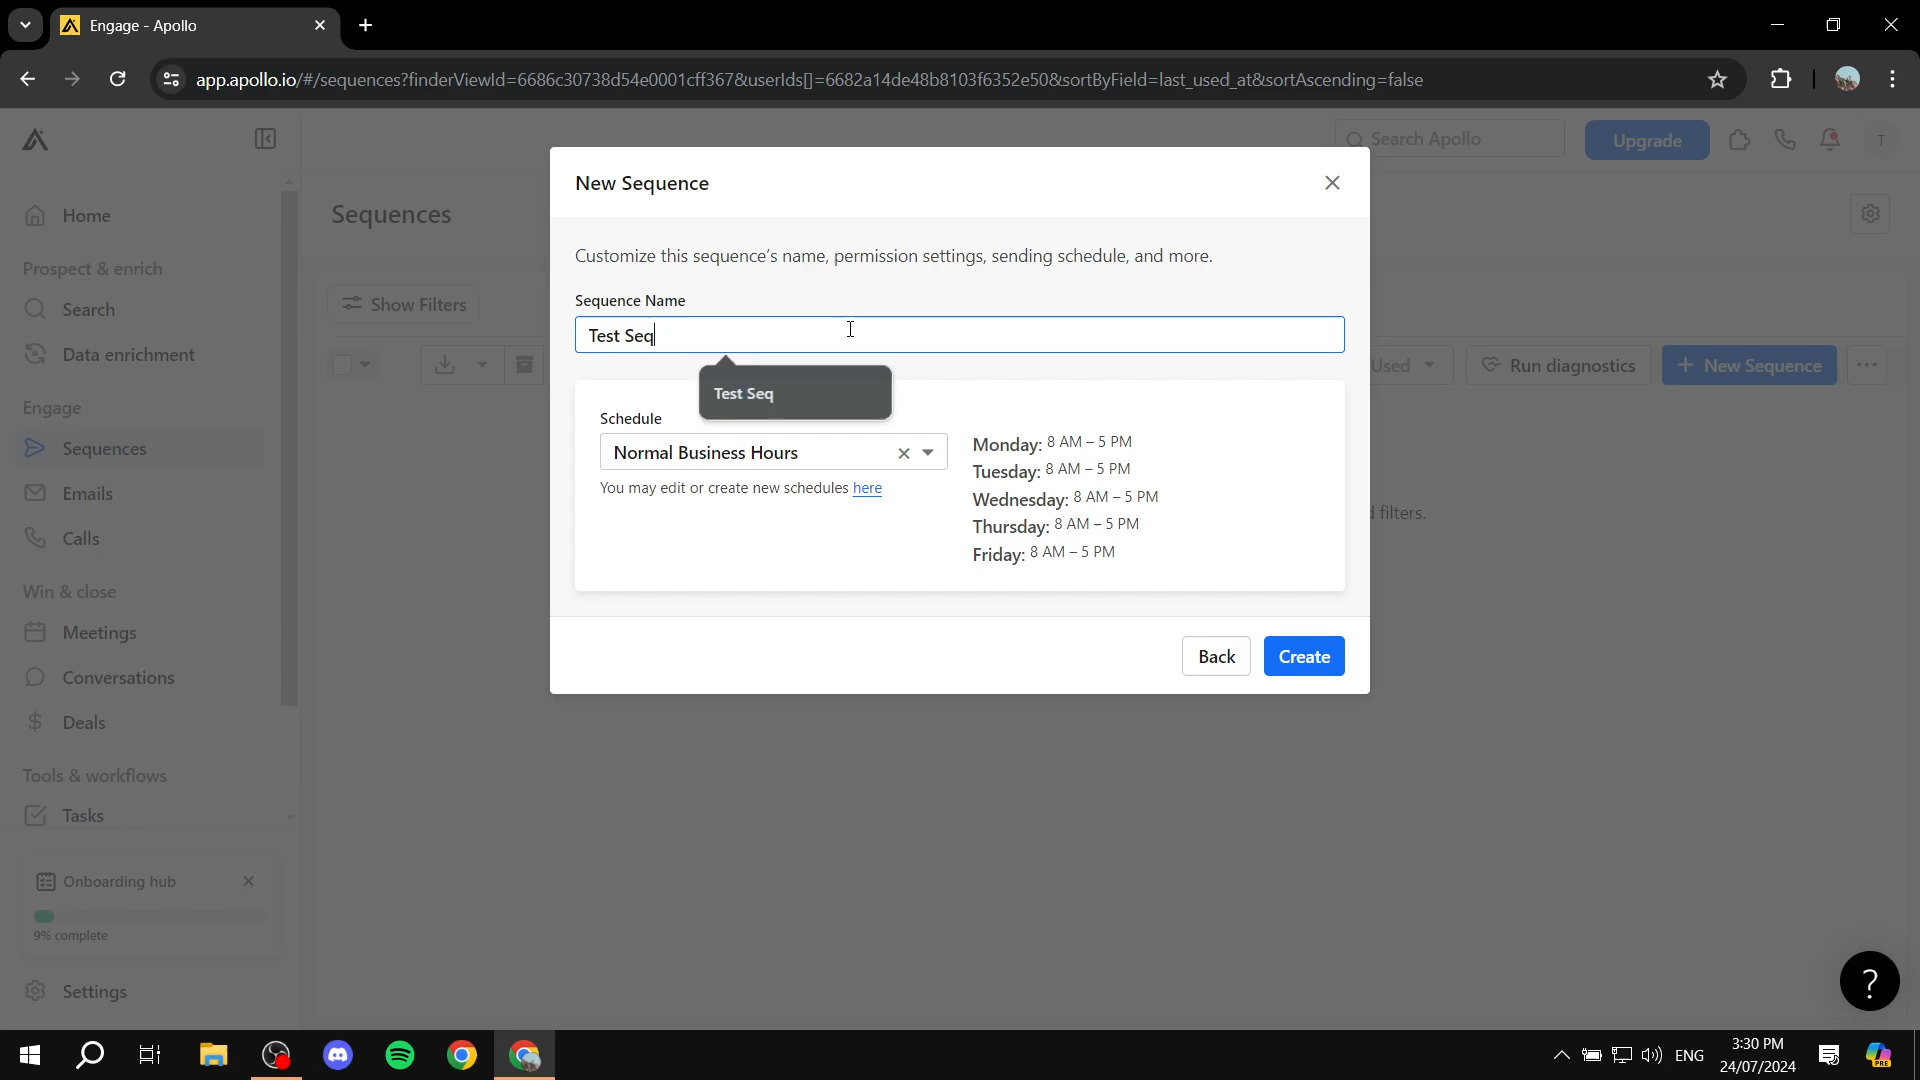 Engage - Apollo
app.apollo.io/#/sequences?finderViewId=6686c30738d54e0001cff367&userIds[]=6682a14de48b8103f6352e50&sortByField=last_used_at&sortAscending=false
Search Apollo
Upgrade
T
Home
Prospect & enrich
Search
Data enrichment
Engage
Sequences
Emails
Calls
Win & close
Meetings
Conversations
Deals
Tools & workflows
Tasks
Onboarding hub
9% complete
Settings
Sequences
Show Filters
Used
Run diagnostics
New Sequence
d filters.
New Sequence
Customize this sequence's name, permission settings, sending schedule, and more.
Sequence Name
Test Seq
Test Seq
Schedule
Normal Business Hours
You may edit or create new schedules here
Monday: 8 AM – 5 PM
Tuesday: 8 AM – 5 PM
Wednesday: 8 AM – 5 PM
Thursday: 8 AM – 5 PM
Friday: 8 AM – 5 PM
Back
Create
?
ENG
3:30 PM
24/07/2024
PRE